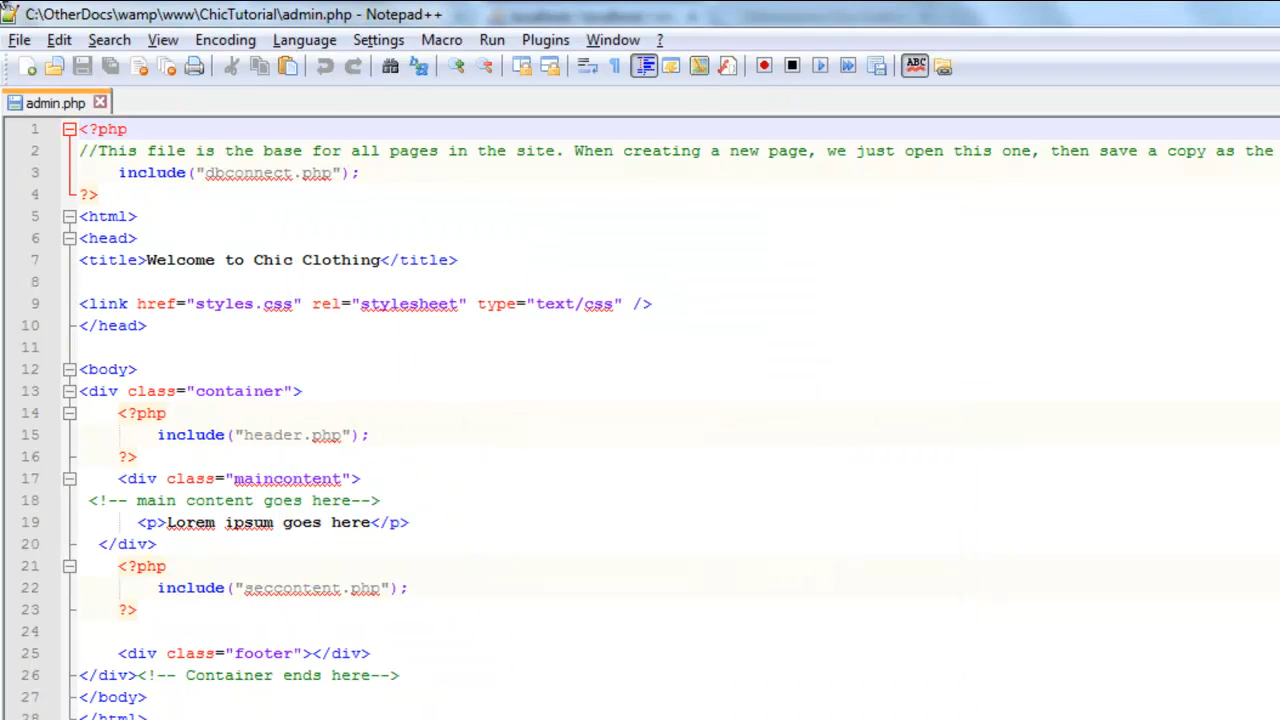 C:\OtherDocs\wamp\www\ChicTutorial\admin.php - Notepad++
File Edit Search View Encoding Language Settings Macro Run Plugins Window ?
ABC
admin.php
1 <?php
2 //This file is the base for all pages in the site. When creating a new page, we just open this one, then save a copy as the
3 include("dbconnect.php");
4 ?>
5 <html>
6 <head>
7 <title>Welcome to Chic Clothing</title>
8
9 <link href="styles.css" rel="stylesheet" type="text/css" />
10 </head>
11
12 <body>
13 <div class="container">
14 <?php
15 include("header.php");
16 ?>
17 <div class="maincontent">
18 <!-- main content goes here-->
19 <p>Lorem ipsum goes here</p>
20 </div>
21 <?php
22 include("seccontent.php");
23 ?>
24
25 <div class="footer"></div>
26 </div><!-- Container ends here-->
27 </body>
28 </html>